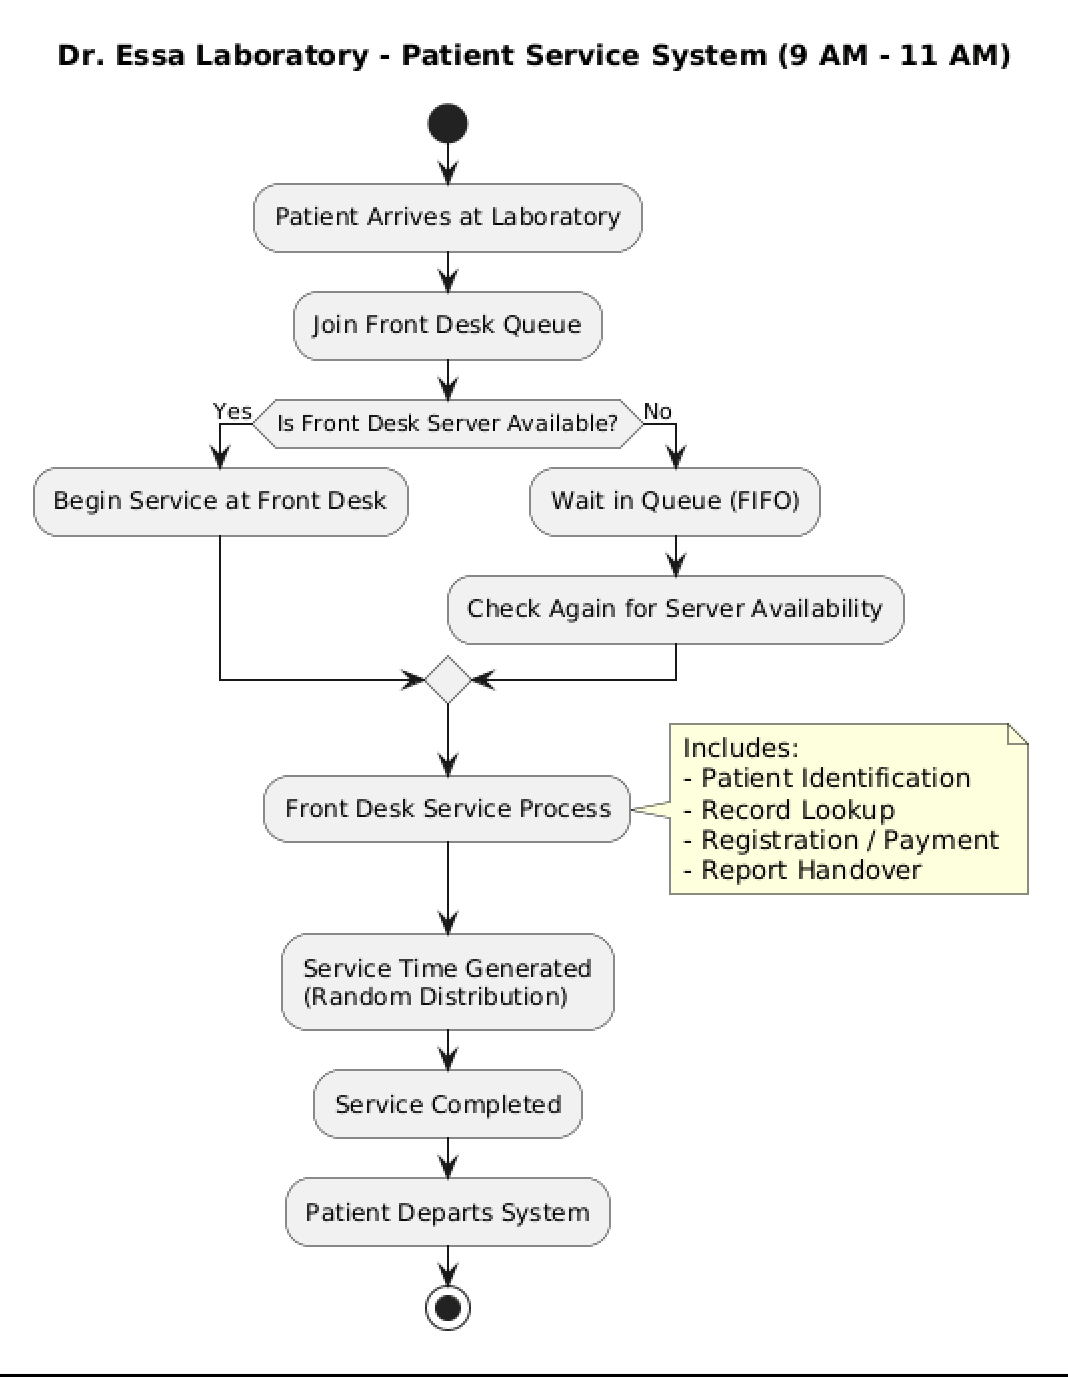 Dr. Essa Laboratory - Patient Service System (9 AM - 11 AM)
Patient Arrives at Laboratory
Join Front Desk Queue
Yes
Is Front Desk Server Available?
No
Begin Service at Front Desk
Wait in Queue (FIFO)
Check Again for Server Availability
Front Desk Service Process
Includes:
- Patient Identification
- Record Lookup
- Registration / Payment
- Report Handover
Service Time Generated
(Random Distribution)
Service Completed
Patient Departs System